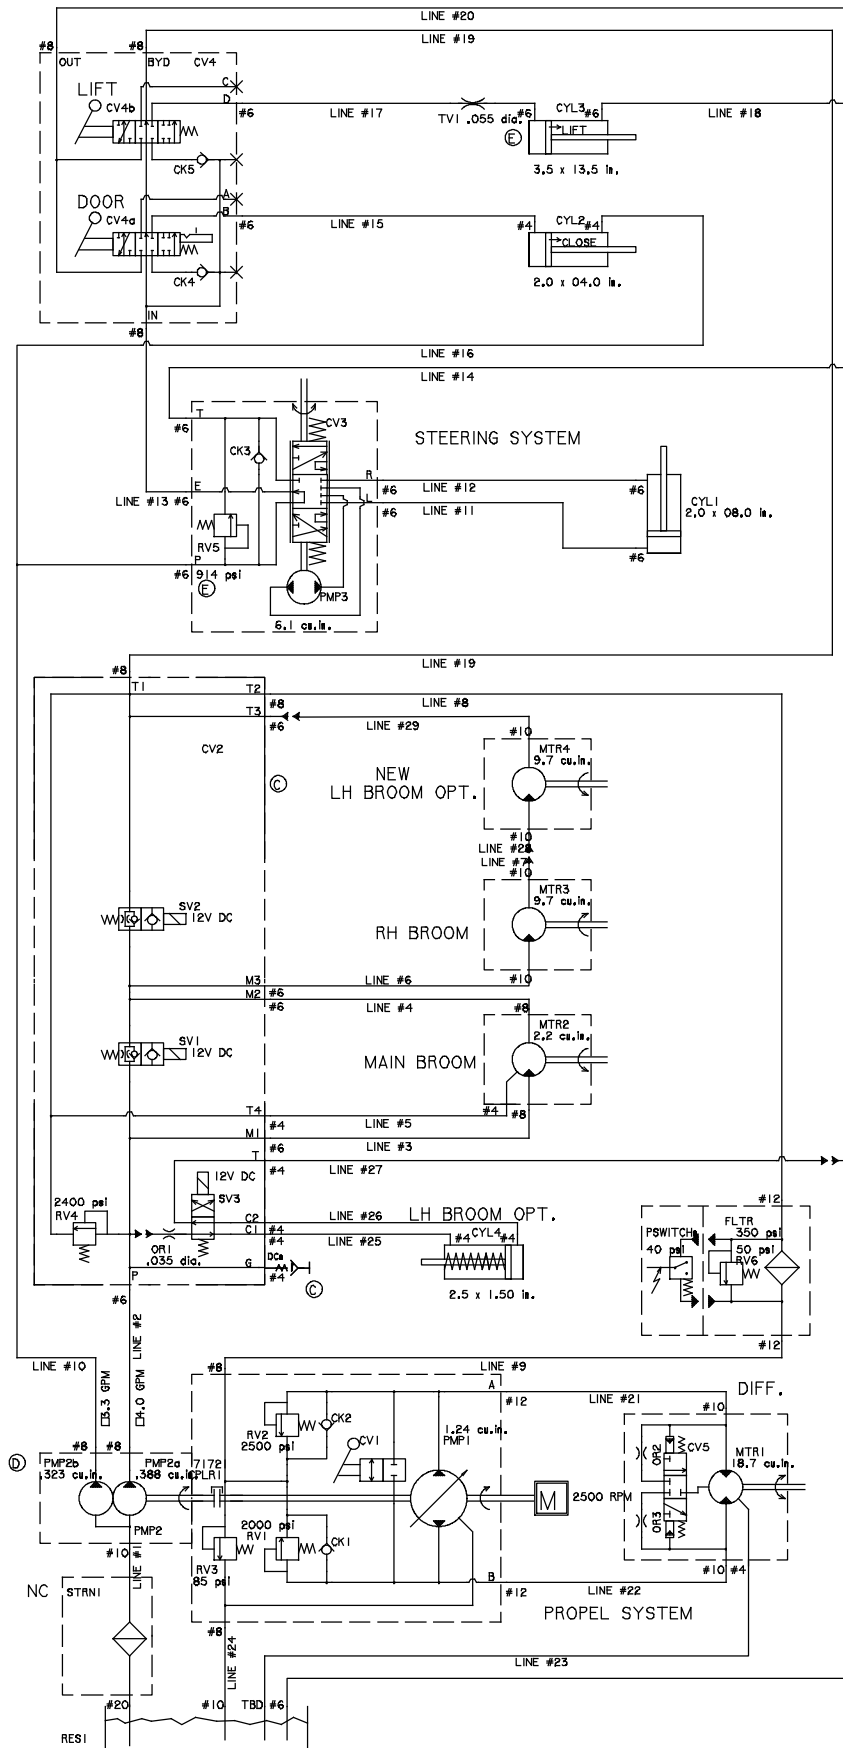 LINE #20
LINE #19
#8
#8
OUT
BYD
CV4
LIFT
C
CV4b
D
#6
LINE #17
TV1 .055 dia.
E
#6
CYL3
#6
LIFT
LINE #18
3.5 x 13.5 in.
CK5
DOOR
A
CV4a
B
#6
LINE #15
#4
CYL2
#4
CLOSE
2.0 x 04.0 in.
CK4
IN
#8
LINE #16
LINE #14
T
#6
CV3
STEERING SYSTEM
CK3
E
R
LINE #13 #6
#6
LINE #12
L
#6
LINE #11
#6
CYL1
2.0 x 08.0 in.
#6
RV5
P
#6
914 psi
E
PMP3
6.1 cu.in.
LINE #19
#8
T1
T2
#8
LINE #8
T3
#6
LINE #29
#10
CV2
MTR4
9.7 cu.in.
C
NEW
LH BROOM OPT.
#10
LINE #28
LINE #7
#10
MTR3
9.7 cu.in.
SV2
12V DC
RH BROOM
#10
M3
#6
LINE #6
M2
#6
LINE #4
#8
MTR2
2.2 cu.in.
SV1
12V DC
MAIN BROOM
T4
#4
LINE #5
#4
#8
M1
#6
LINE #3
T
#4
LINE #27
12V DC
SV3
2400 psi
RV4
OR1
.035 dia.
C2
#4
LINE #26
LH BROOM OPT.
C1
#4
LINE #25
#4
CYL4
#4
2.5 x 1.50 in.
G
#4
DCa
C
P
#6
#12
PSWITCHa
40 psi
FLTR
350 psi
50 psi
RV6
#12
LINE #2
LINE #10
3.3 GPM
4.0 GPM
#8
LINE #9
A
#12
LINE #21
DIFF.
#10
RV2
2500 psi
CK2
CV1
1.24 cu.in.
PMP1
OR2
CV5
MTR1
18.7 cu.in.
OR3
D
#8
#8
PMP2b
.323 cu.in.
PMP2a
.388 cu.in.
7172
CPLR1
M
2500 RPM
PMP2
#10
LINE #1
RV3
85 psi
2000 psi
RV1
CK1
B
#12
LINE #22
#10
#4
PROPEL SYSTEM
NC
STRN1
#8
LINE #24
LINE #23
#20
#10
TBD
#6
RES1